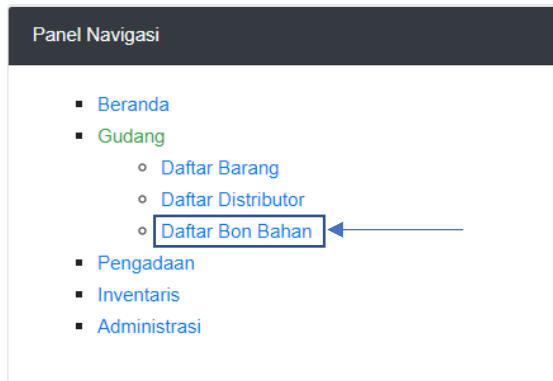 Panel Navigasi
Beranda
Gudang
Daftar Barang
Daftar Distributor
Daftar Bon Bahan
Pengadaan
Inventaris
Administrasi